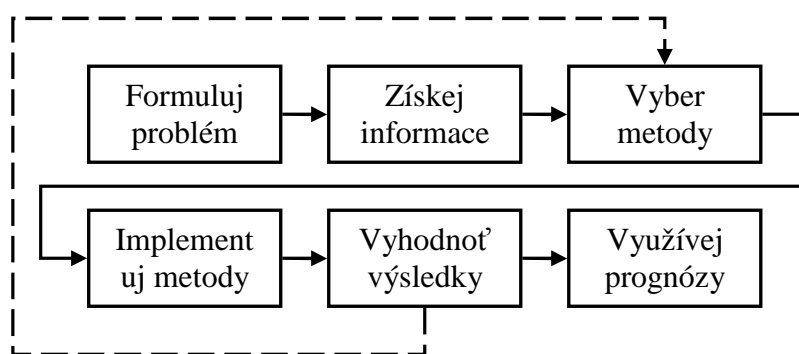 Formuluj
problém
Získej
informace
Vyber
metody
Implement
uj metody
Vyhodnoť
výsledky
Využívej
prognózy